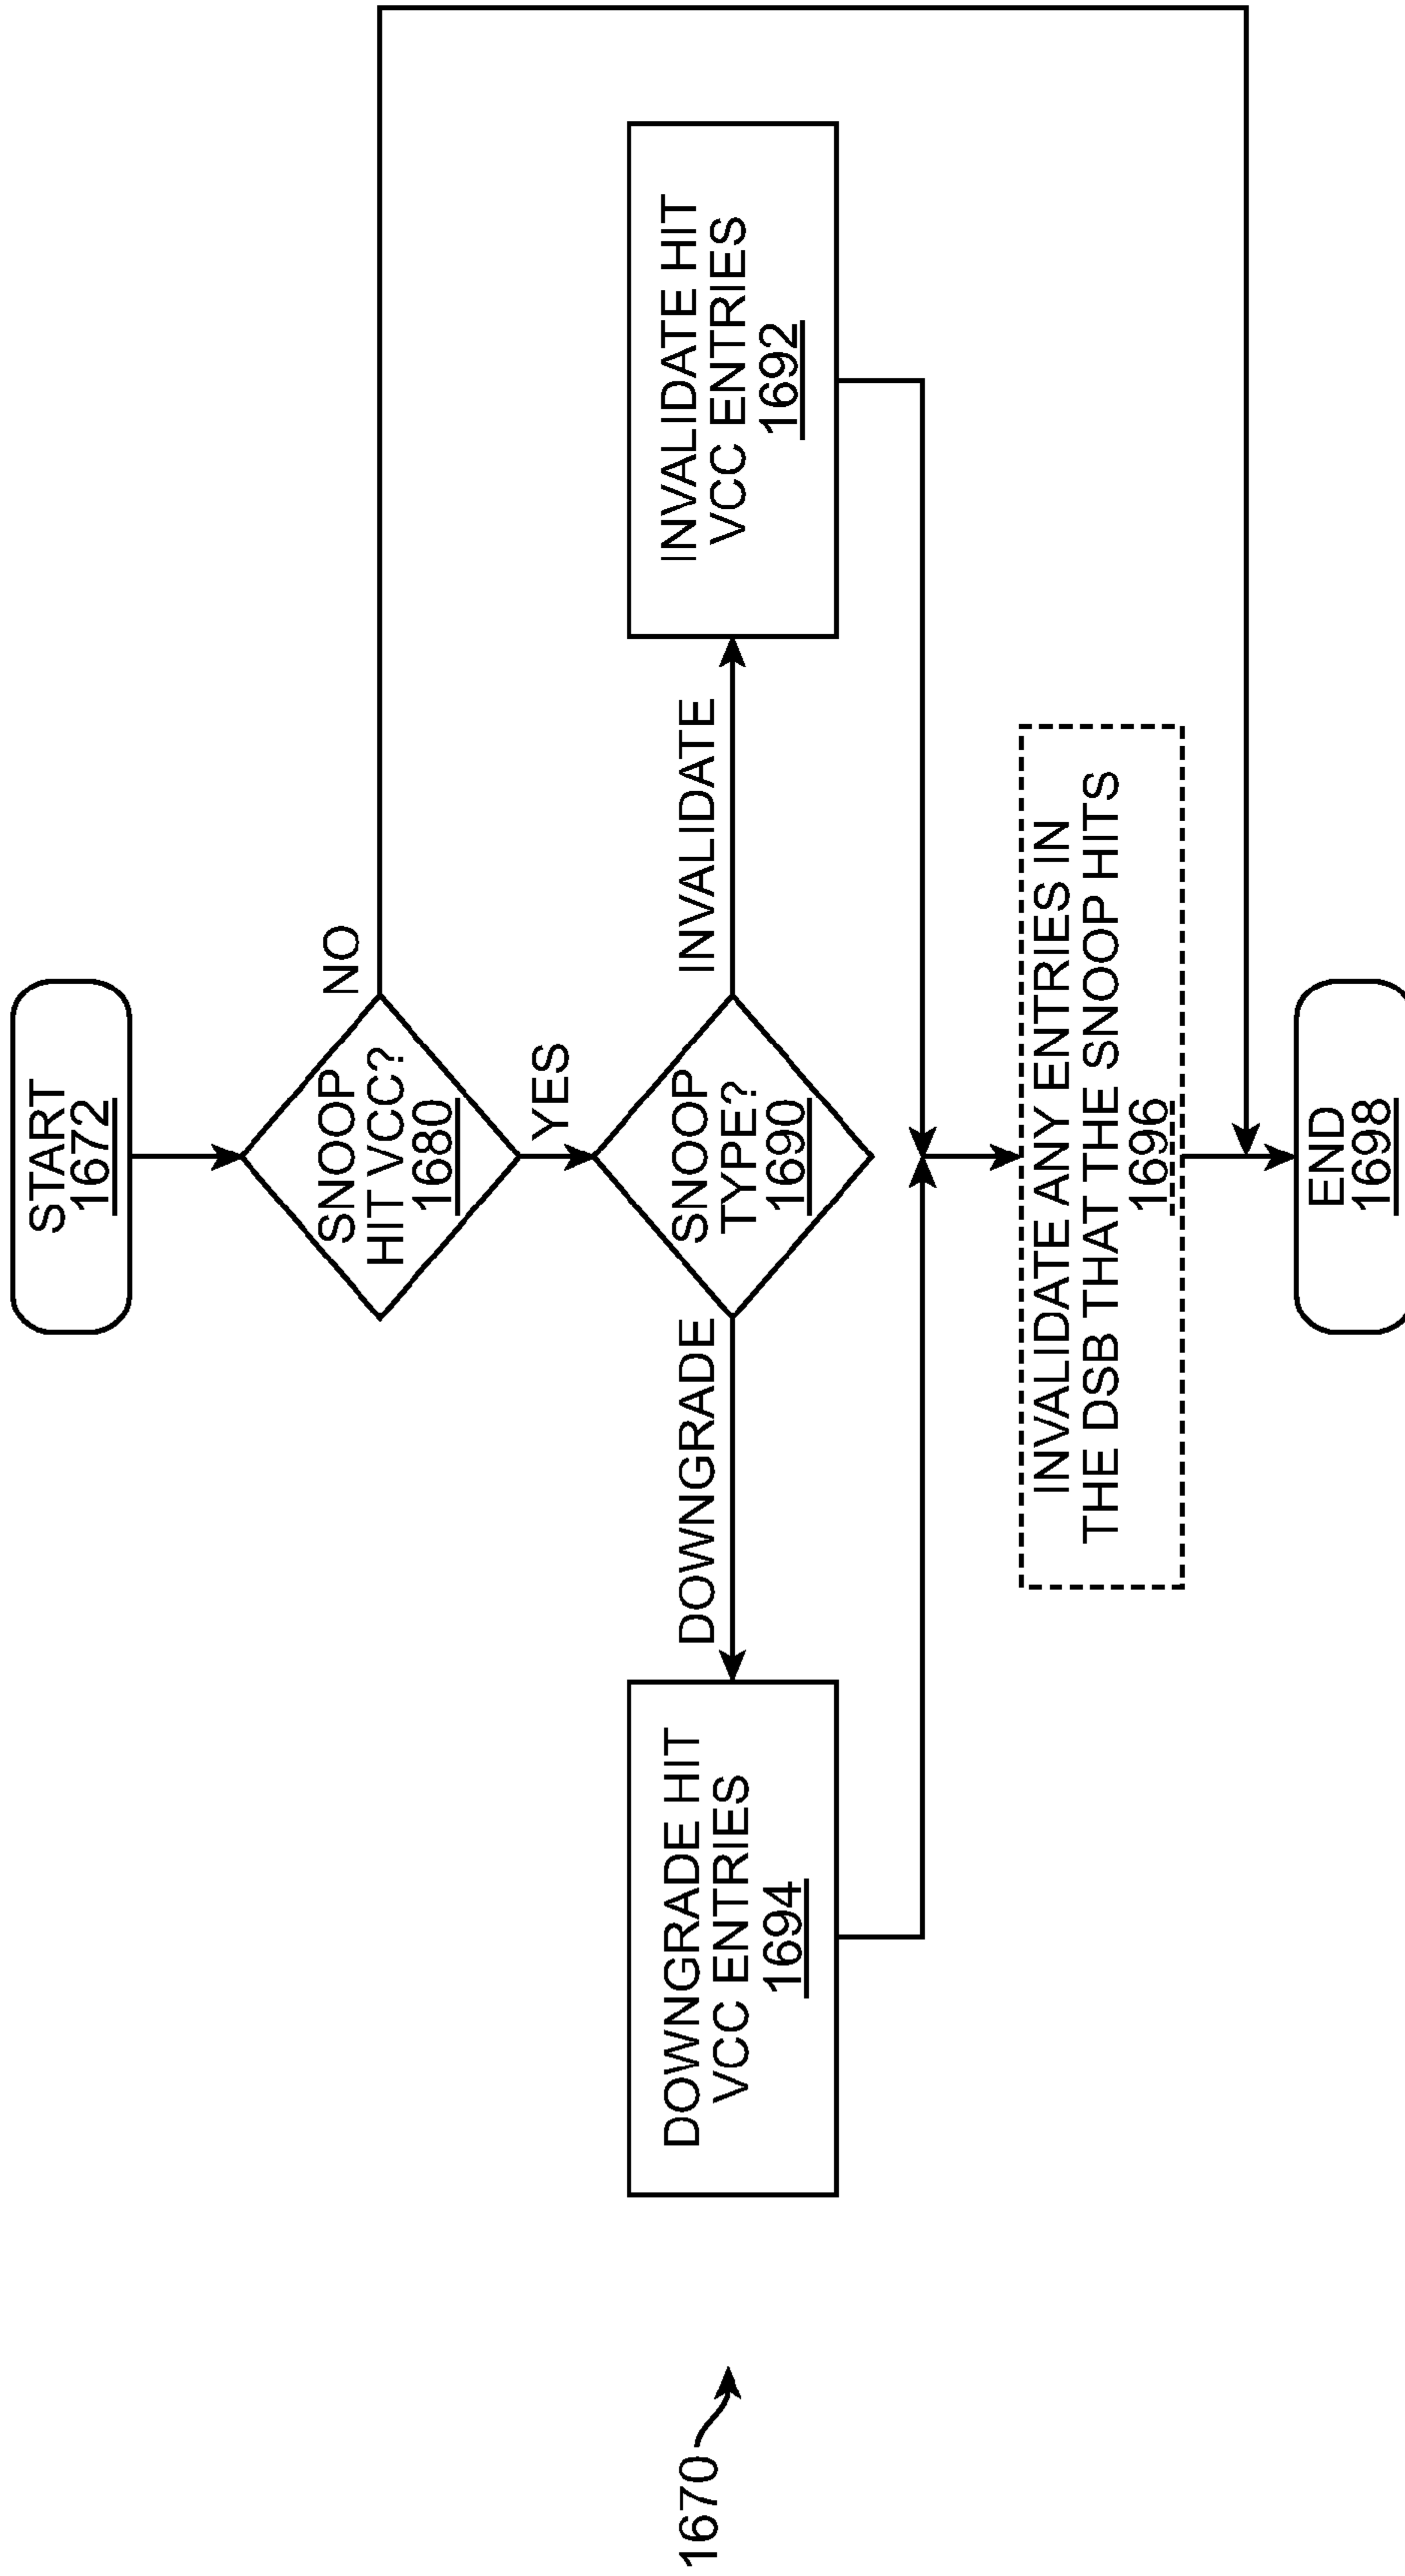 START
1672
SNOOP
HIT VCC?
1680
NO
YES
SNOOP
TYPE?
1690
DOWNGRADE
INVALIDATE
DOWNGRADE HIT
VCC ENTRIES
1694
INVALIDATE HIT
VCC ENTRIES
1692
INVALIDATE ANY ENTRIES IN
THE DSB THAT THE SNOOP HITS
1696
END
1698
1670